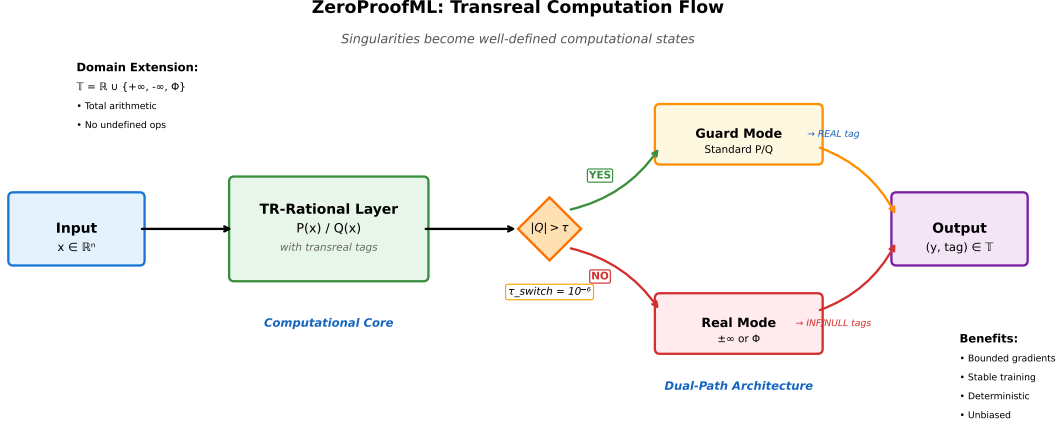 ZeroProofML: Transreal Computation Flow
Singularities become well-defined computational states
Domain Extension:
𝕋 = ℝ ∪ {+∞, -∞, Φ}
• Total arithmetic
• No undefined ops
Input
x ∈ ℝⁿ
TR-Rational Layer
P(x) / Q(x)
with transreal tags
Computational Core
|Q| > τ
τ_switch = 10⁻⁶
YES
NO
Guard Mode
Standard P/Q
→ REAL tag
Real Mode
±∞ or Φ
→ INF/NULL tags
Dual-Path Architecture
Output
(y, tag) ∈ 𝕋
Benefits:
• Bounded gradients
• Stable training
• Deterministic
• Unbiased